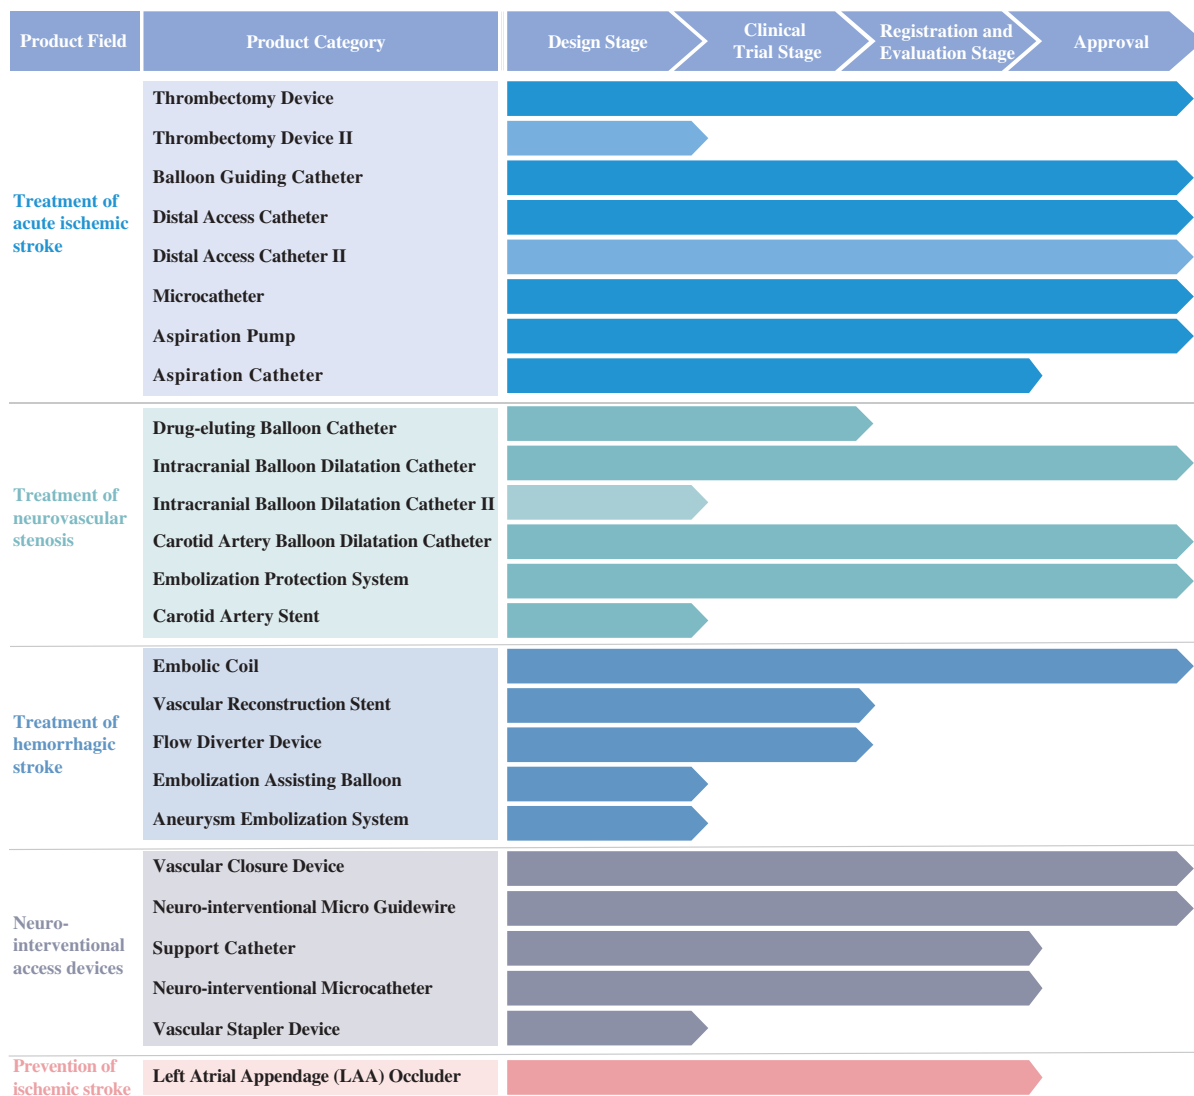 Product Field
Product Category
Design Stage
Clinical
Trial Stage
Registration and
Evaluation Stage
Approval
Treatment of
acute ischemic
stroke
Thrombectomy Device
Thrombectomy Device II
Balloon Guiding Catheter
Distal Access Catheter
Distal Access Catheter II
Microcatheter
Aspiration Pump
Aspiration Catheter
Treatment of
neurovascular
stenosis
Drug-eluting Balloon Catheter
Intracranial Balloon Dilatation Catheter
Intracranial Balloon Dilatation Catheter II
Carotid Artery Balloon Dilatation Catheter
Embolization Protection System
Carotid Artery Stent
Treatment of
hemorrhagic
stroke
Embolic Coil
Vascular Reconstruction Stent
Flow Diverter Device
Embolization Assisting Balloon
Aneurysm Embolization System
Neuro-
interventional
access devices
Vascular Closure Device
Neuro-interventional Micro Guidewire
Support Catheter
Neuro-interventional Microcatheter
Vascular Stapler Device
Prevention of
ischemic stroke
Left Atrial Appendage (LAA) Occluder